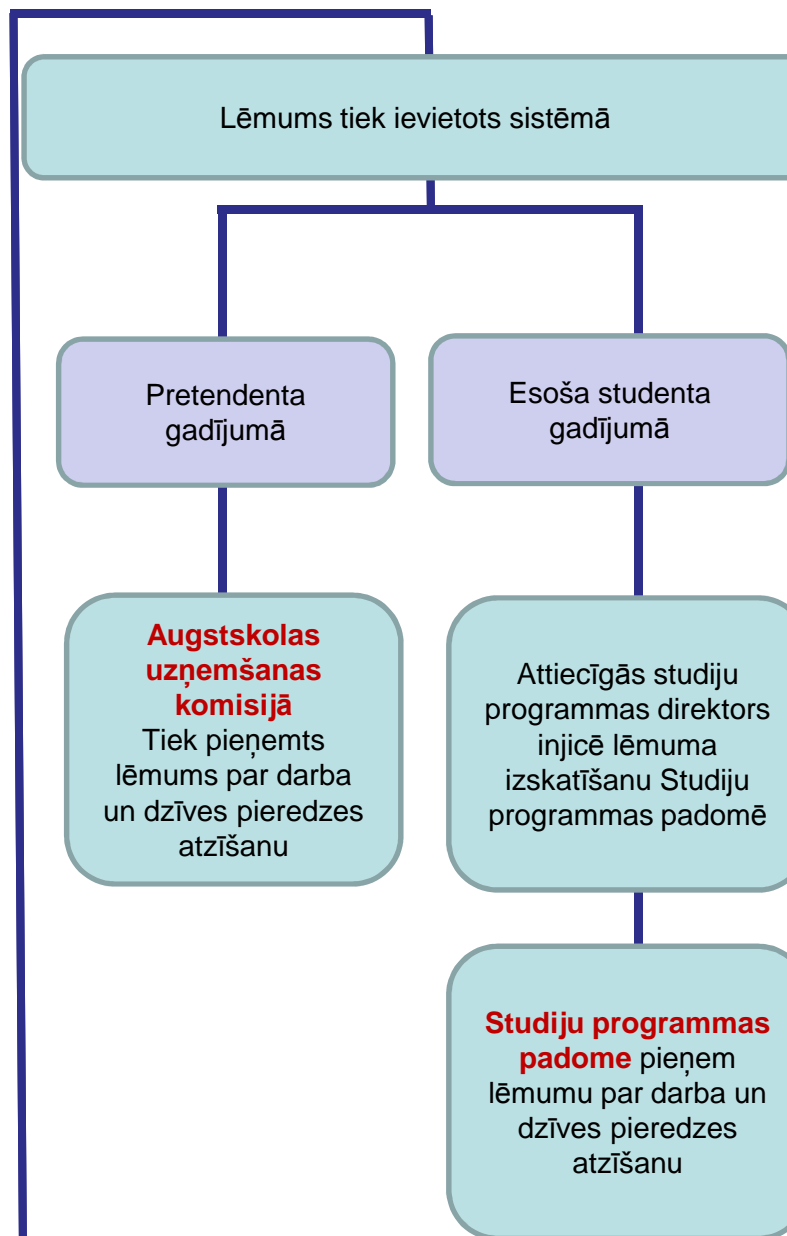 Lēmums tiek ievietots sistēmā
Pretendenta
gadījumā
Esoša studenta
gadījumā
Augstskolas
uzņemšanas
komisijā
Tiek pieņemts
lēmums par darba
un dzīves pieredzes
atzīšanu
Attiecīgās studiju
programmas direktors
injicē lēmuma
izskatīšanu Studiju
programmas padomē
Studiju programmas
padome pieņem
lēmumu par darba un
dzīves pieredzes
atzīšanu